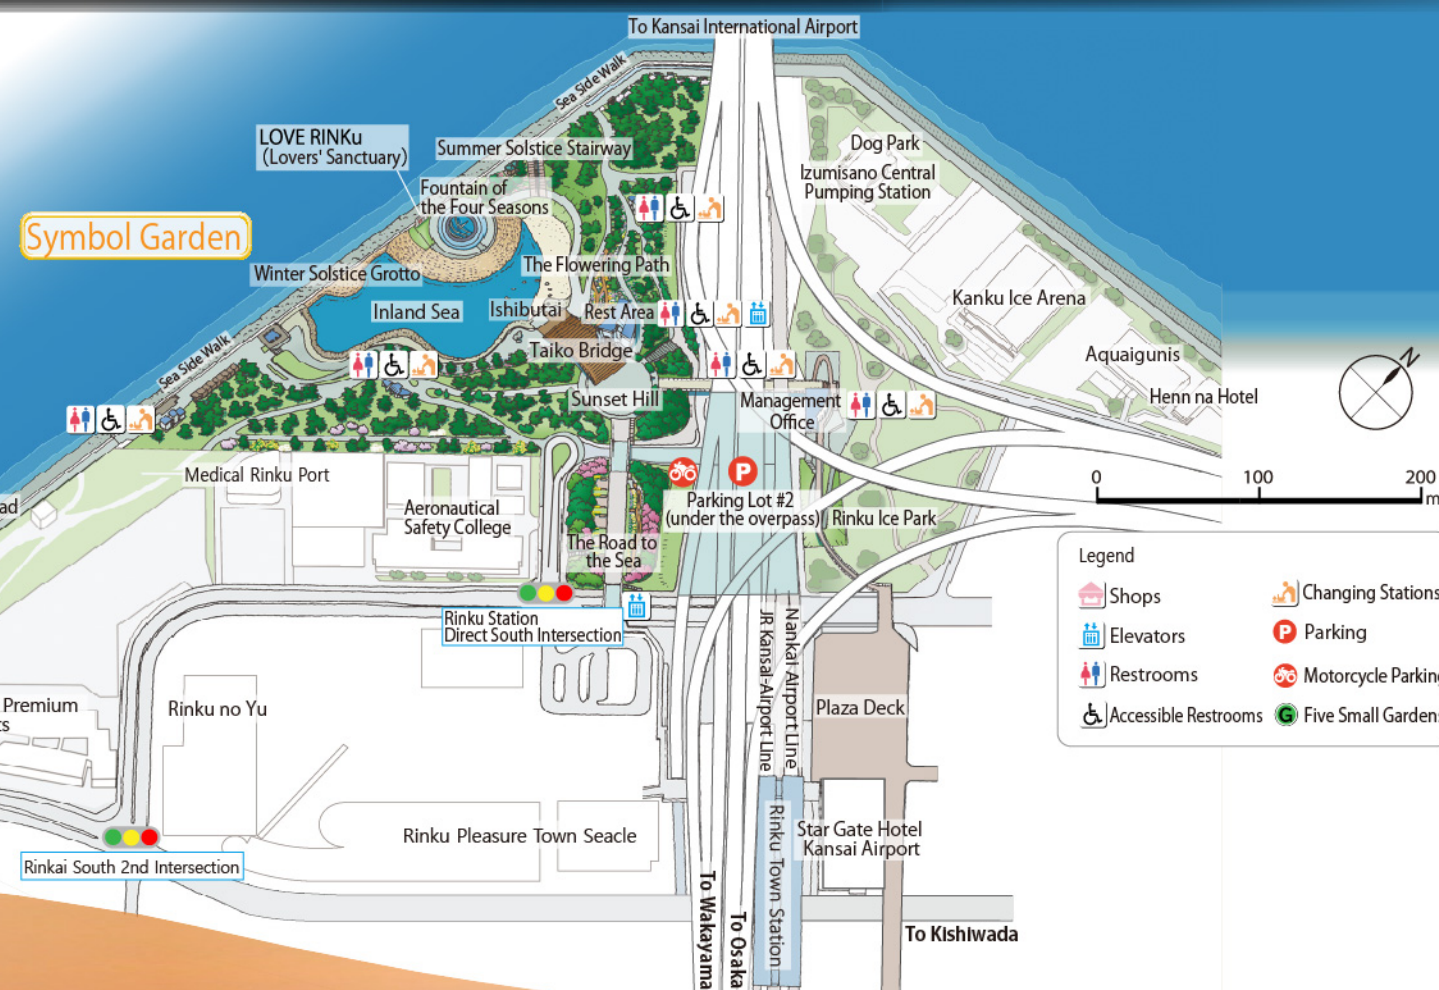 To Kansai International Airport
Sea Side Walk
LOVE RINKu
(Lovers' Sanctuary)
Summer Solstice Stairway
Dog Park
Izumisano Central
Pumping Station
Fountain of
the Four Seasons
Symbol Garden
Winter Solstice Grotto
The Flowering Path
Inland Sea
Ishibutai
Rest Area
Kanku Ice Arena
Taiko Bridge
Sea Side Walk
Aquaignis
Henn na Hotel
N
Sunset Hill
Management
Office
Medical Rinku Port
P
0 100 200
m
Aeronautical
Safety College
Parking Lot #2
(under the overpass)
Rinku Ice Park
ad
The Road to
the Sea
Rinku Station
Direct South Intersection
Legend
Shops
Changing Stations
Elevators
P Parking
Restrooms
Motorcycle Parking
Accessible Restrooms
G Five Small Gardens
JR Kansai-Airport Line
Nankai Airport Line
Premium
ts
Rinku no Yu
Plaza Deck
Rinku Pleasure Town Seacle
Rinku Town Station
Star Gate Hotel
Kansai Airport
Rinkai South 2nd Intersection
To Wakayama
To Osaka
To Kishiwada